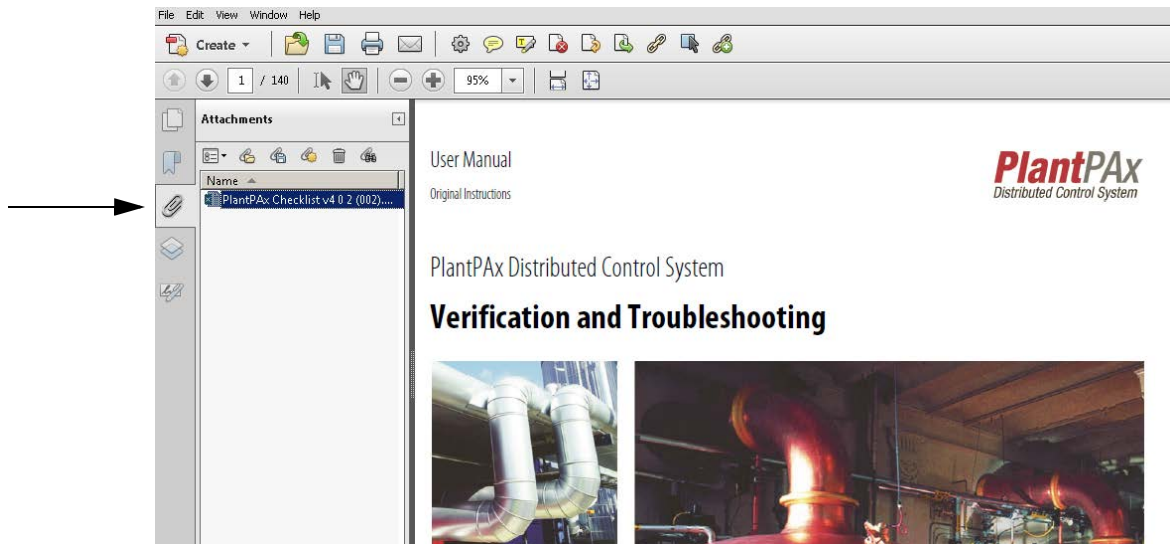 File Edit View Window Help
Create
1 / 140
95%
Attachments
Name
PlantPAx Checklist v4 0 2 (002)....
User Manual
Original Instructions
PlantPAx
Distributed Control System
PlantPAx Distributed Control System
Verification and Troubleshooting